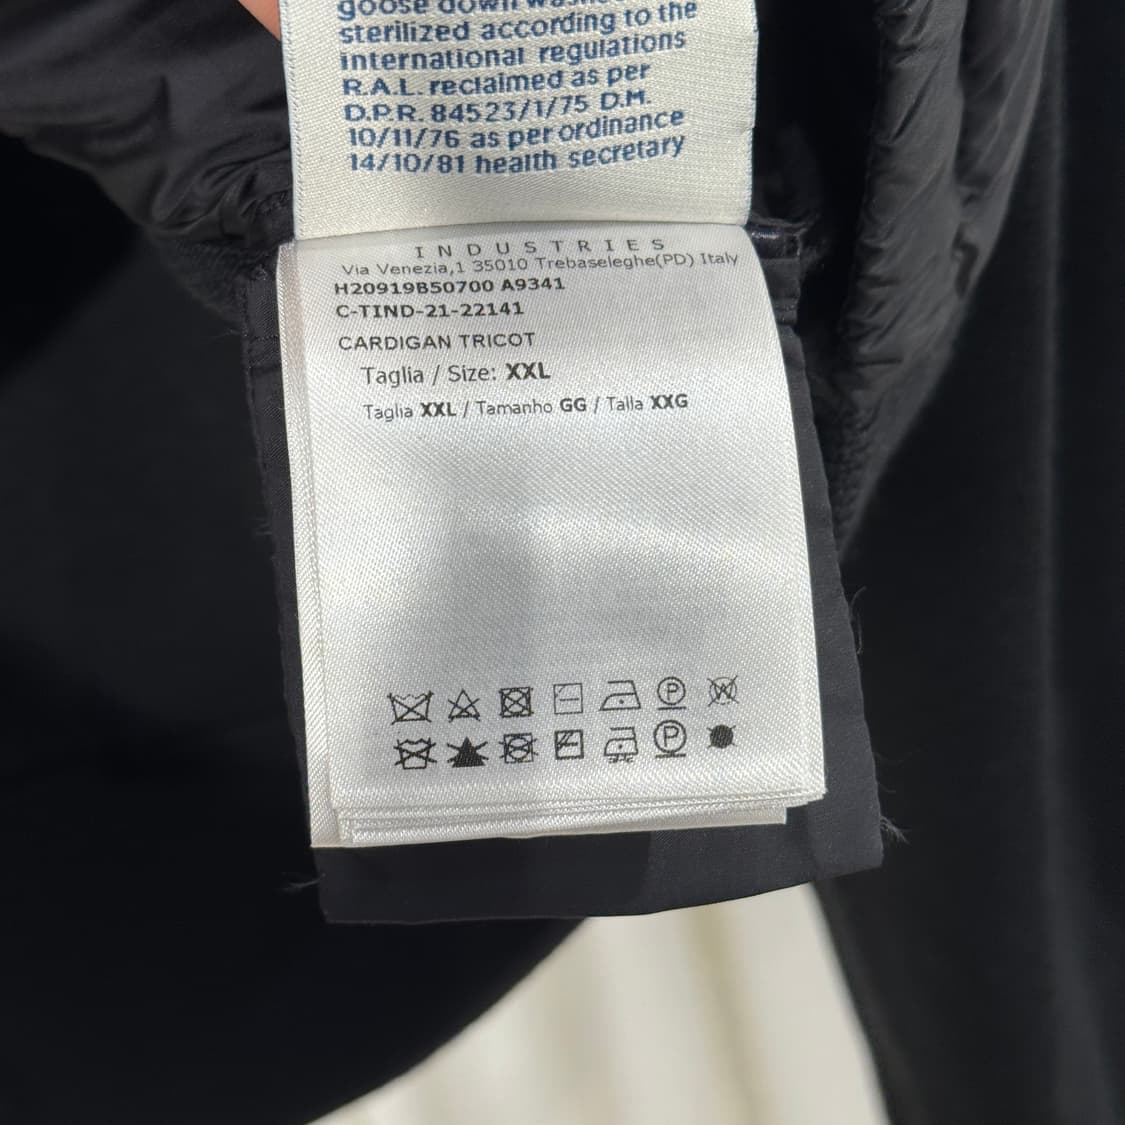 goose down
sterilized according to the
international regulations
R.A.L. reclaimed as per
D.P.R. 84523/1/75 D.M.
10/11/76 as per ordinance
14/10/81 health secretary
INDUSTRIES
Via Venezia,1 35010 Trebaseleghe(PD) Italy
H20919B50700 A9341
C-TIND-21-22141
CARDIGAN TRICOT
Taglia / Size: XXL
Taglia XXL / Tamanho GG / Talla XXG